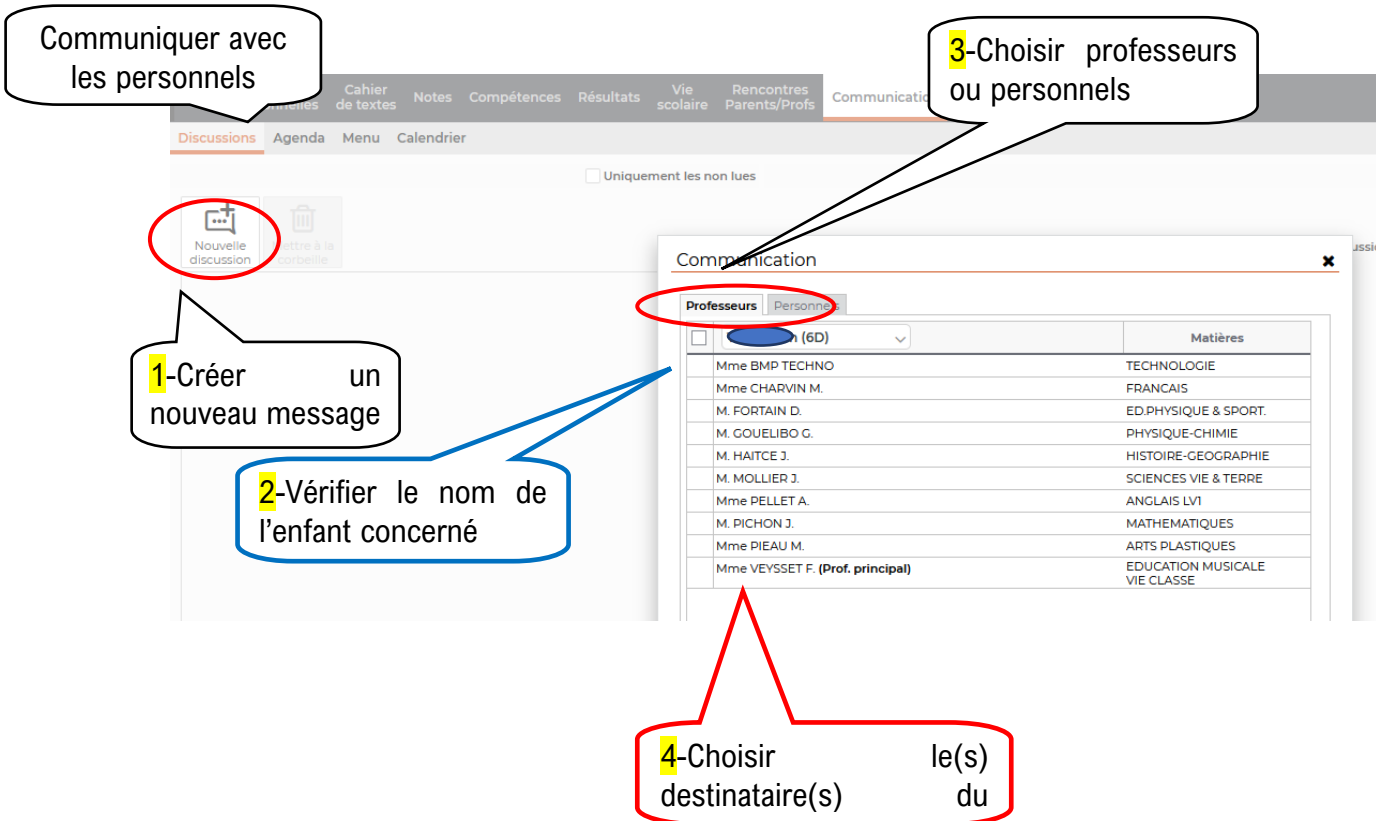 Communiquer avec
les personnels
3-Choisir professeurs
ou personnels
Cahier
de textes
Notes
Compétences
Résultats
Vie
scolaire
Rencontres
Parents/Profs
Discussions
Agenda
Menu
Calendrier
Uniquement les non lues
Nouvelle
discussion
Mettre à la
corbeille
1-Créer un
nouveau message
2-Vérifier le nom de
l'enfant concerné
Communication
Professeurs
Personnels
(6D)
Matières
Mme BMP TECHNO TECHNOLOGIE
Mme CHARVIN M. FRANCAIS
M. FORTAIN D. ED.PHYSIQUE & SPORT.
M. GOUELIBO G. PHYSIQUE-CHIMIE
M. HAITCE J. HISTOIRE-GEOGRAPHIE
M. MOLLIER J. SCIENCES VIE & TERRE
Mme PELLET A. ANGLAIS LV1
M. PICHON J. MATHEMATIQUES
Mme PIEAU M. ARTS PLASTIQUES
Mme VEYSSET F. (Prof. principal) EDUCATION MUSICALE
VIE CLASSE
4-Choisir le(s)
destinataire(s) du